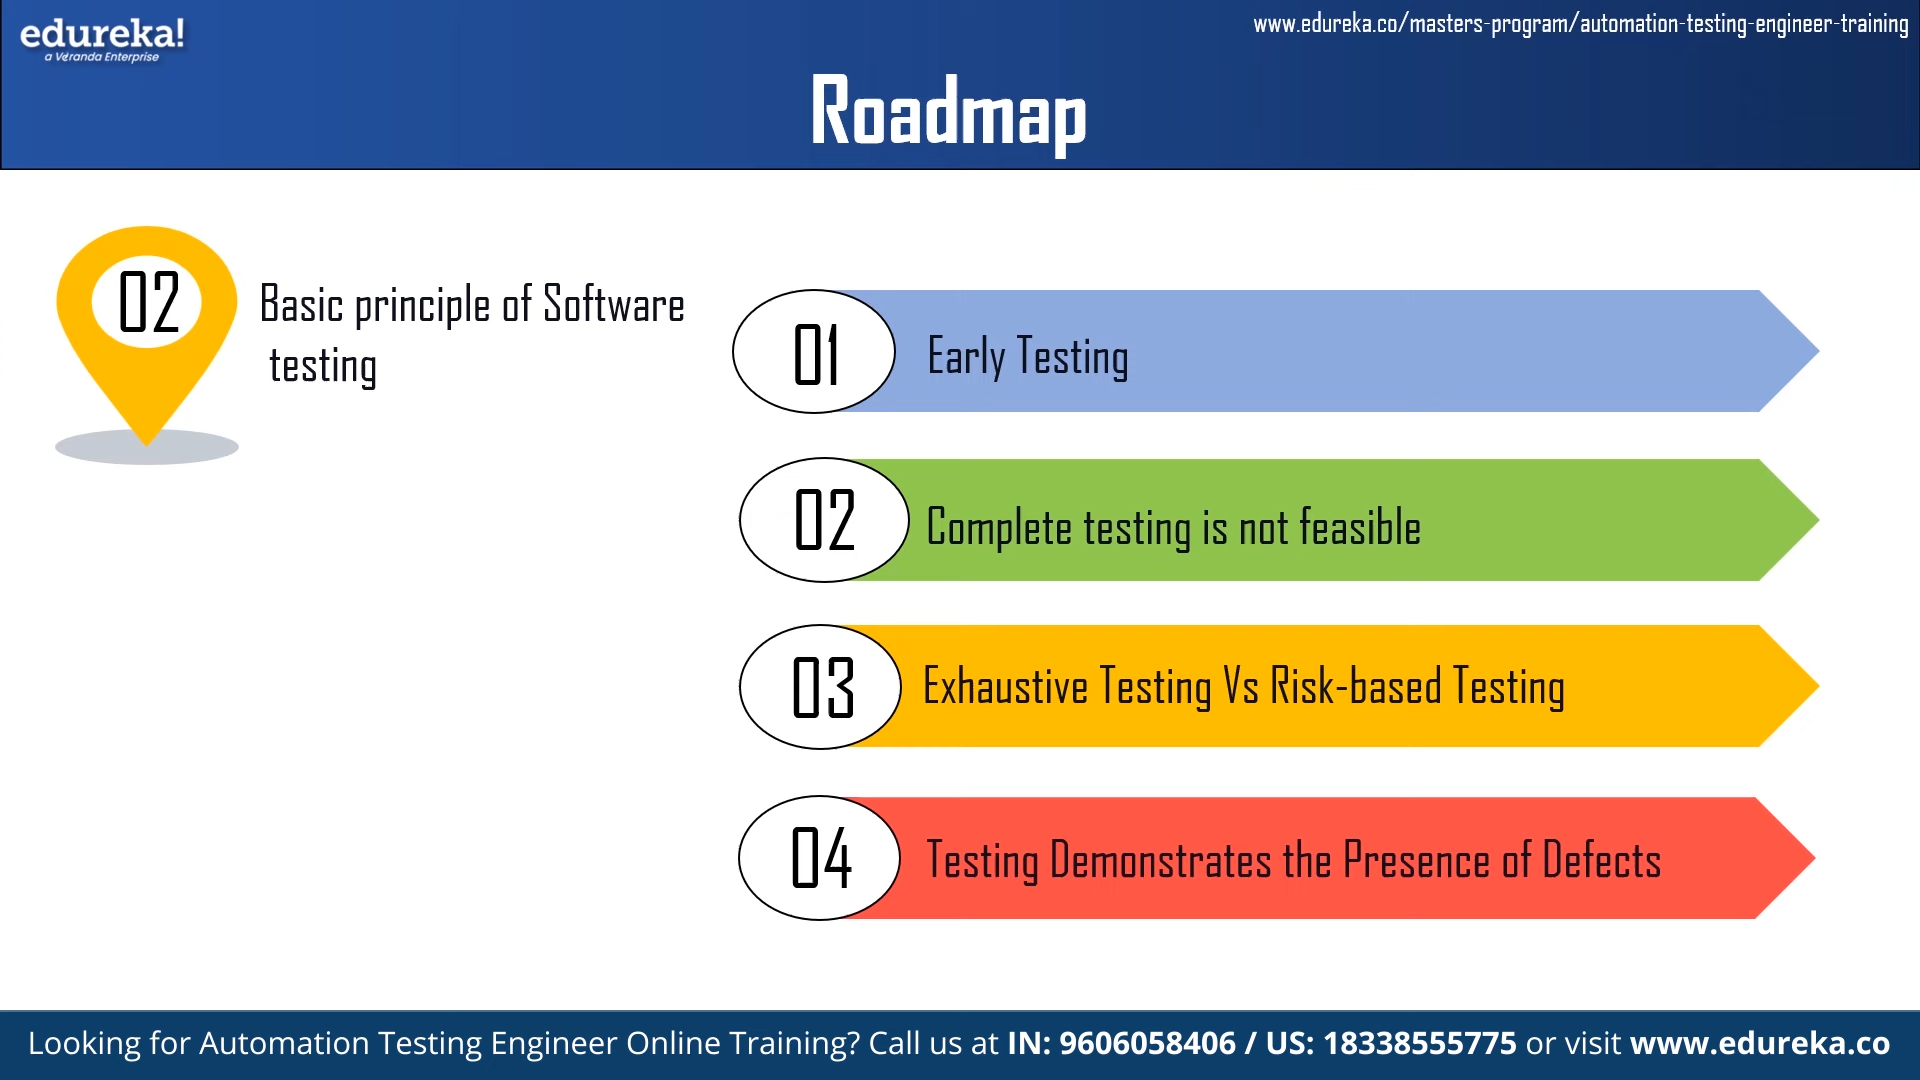 edureka!
a Veranda Enterprise
www.edureka.co/masters-program/automation-testing-engineer-training
Roadmap
02
Basic principle of Software
testing
01
Early Testing
02
Complete testing is not feasible
03
Exhaustive Testing Vs Risk-based Testing
04
Testing Demonstrates the Presence of Defects
Looking for Automation Testing Engineer Online Training? Call us at IN: 9606058406 / US: 18338555775 or visit www.edureka.co